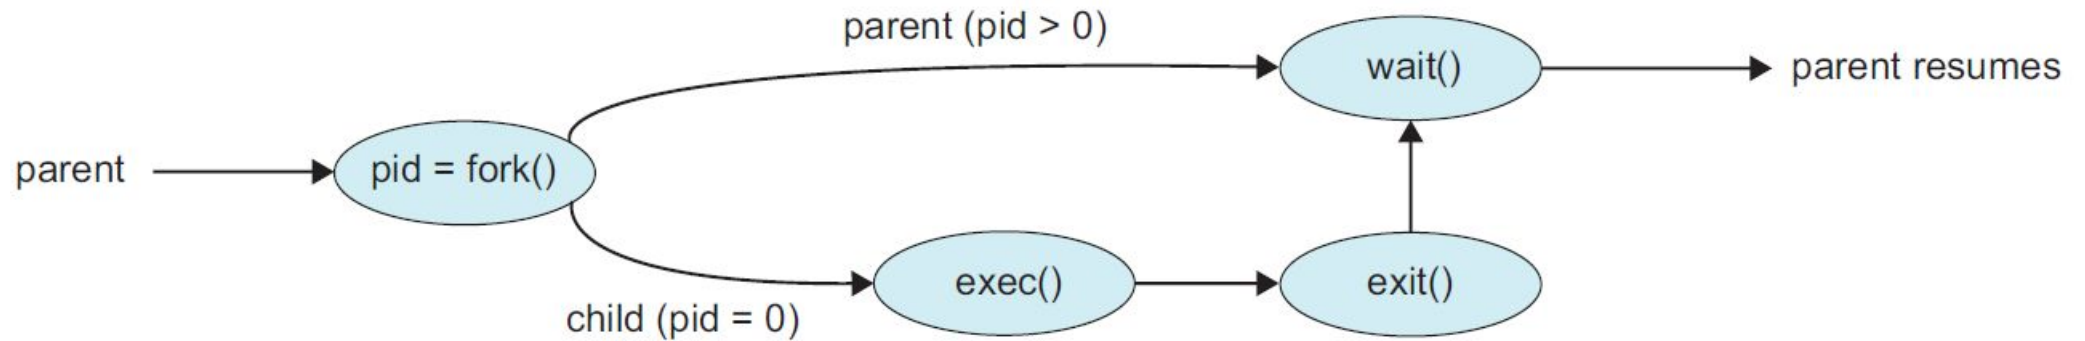 parent (pid > 0)
wait()
parent resumes
parent
pid = fork()
exec()
exit()
child (pid = 0)